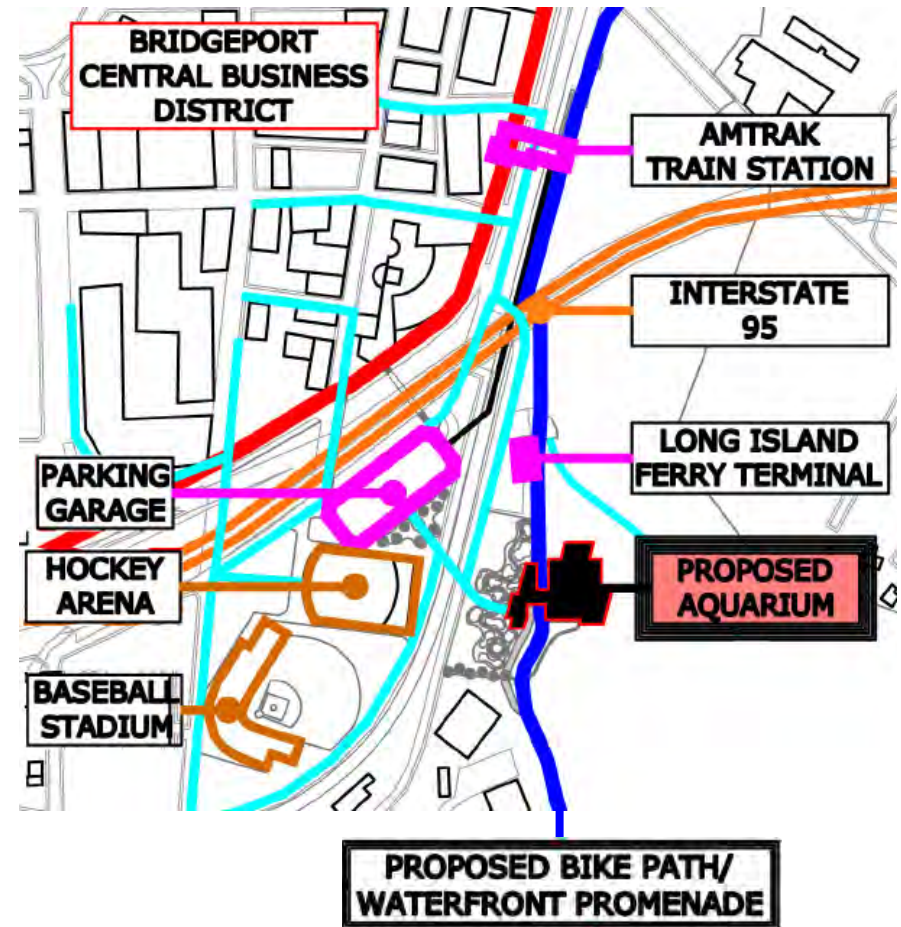 BRIDGEPORT
CENTRAL BUSINESS
DISTRICT
AMTRAK
TRAIN STATION
INTERSTATE
95
LONG ISLAND
FERRY TERMINAL
PARKING
GARAGE
HOCKEY
ARENA
PROPOSED
AQUARIUM
BASEBALL
STADIUM
PROPOSED BIKE PATH/
WATERFRONT PROMENADE